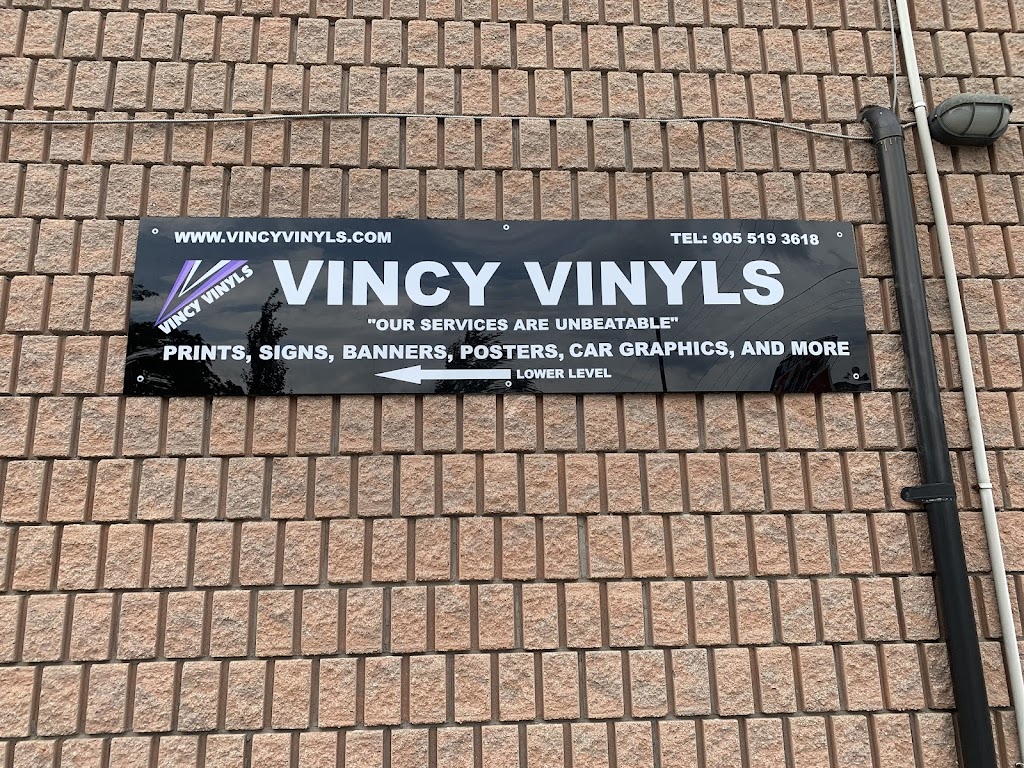 WWW.VINCYVINYLS.COM TEL: 905 519 3618
VINCY VINYLS
VINCY VINYLS
"OUR SERVICES ARE UNBEATABLE"
PRINTS, SIGNS, BANNERS, POSTERS, CAR GRAPHICS, AND MORE
LOWER LEVEL